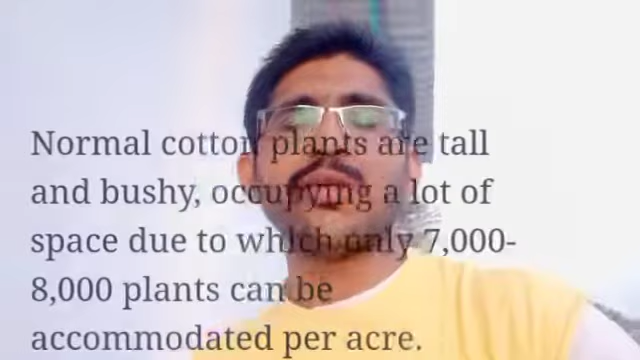 Normal cotton plants are tall
and bushy, occupying a lot of
space due to which only 7,000-
8,000 plants can be
accommodated per acre.